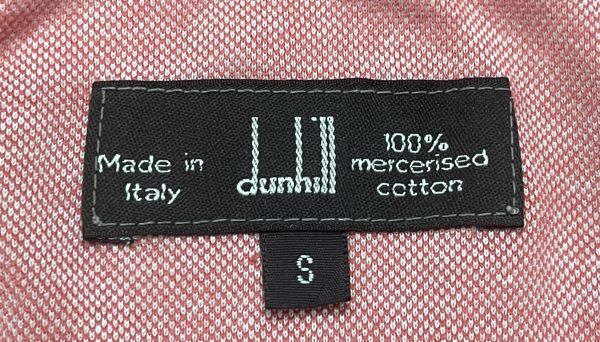 Made in
Italy
dunhill
100%
mercerised
cotton
S